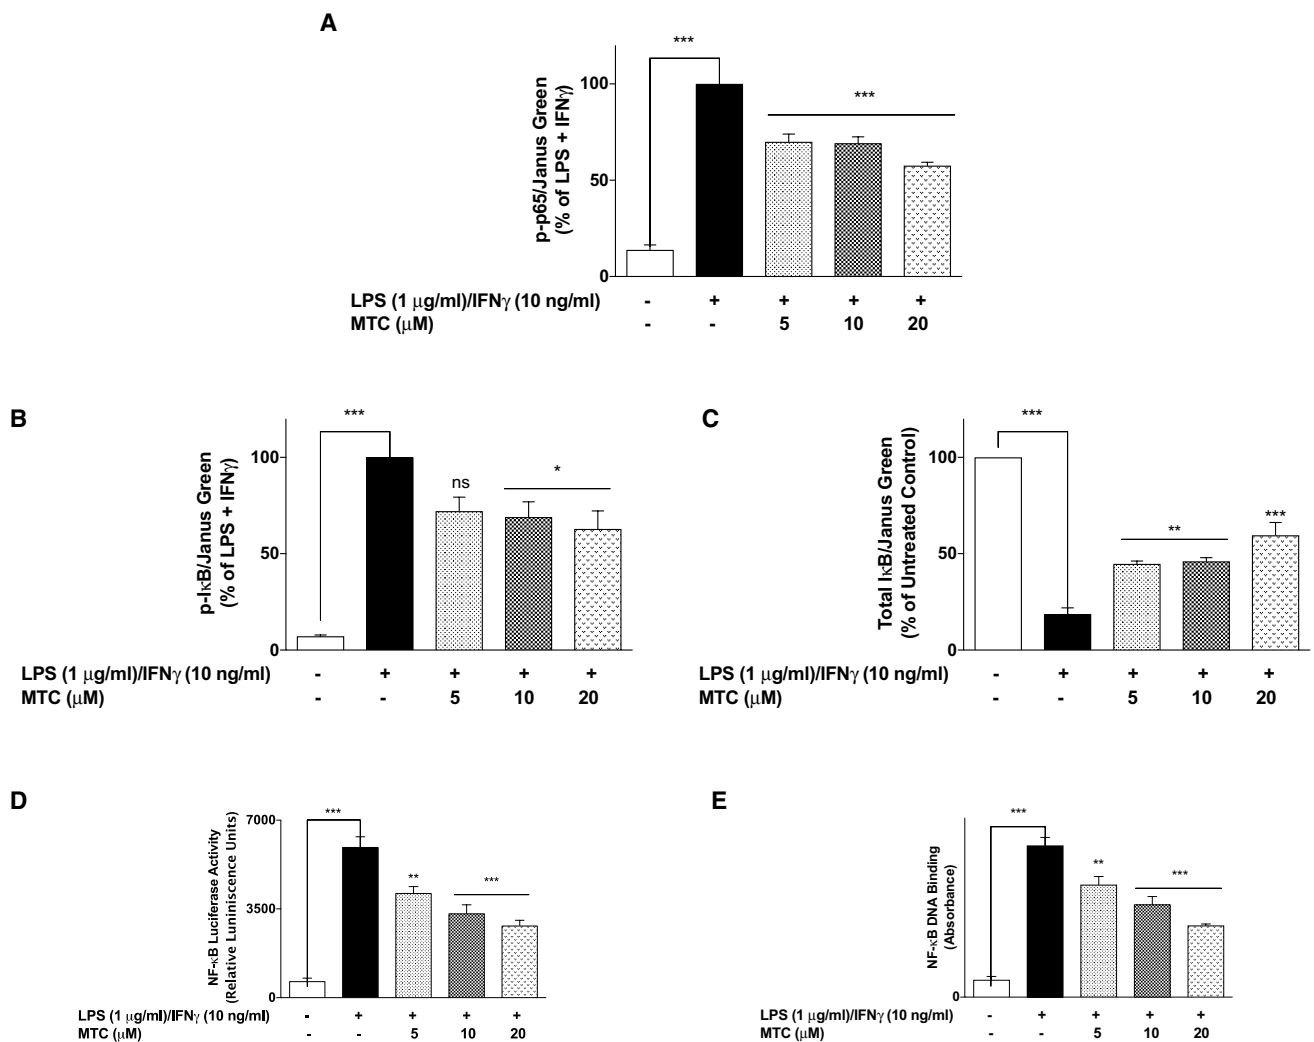 A
***
***
p-p65/Janus Green
(% of LPS + IFNγ)
100
50
0
LPS (1 μg/ml)/IFNγ (10 ng/ml) - + + + +
MTC (μM) - - 5 10 20
B
***
ns
*
p-IκB/Janus Green
(% of LPS + IFNγ)
100
50
0
LPS (1 μg/ml)/IFNγ (10 ng/ml) - + + + +
MTC (μM) - - 5 10 20
C
***
**
***
Total IκB/Janus Green
(% of Untreated Control)
100
50
0
LPS (1 μg/ml)/IFNγ (10 ng/ml) - + + + +
MTC (μM) - - 5 10 20
D
***
**
***
NF-κB Luciferase Activity
(Relative Luminiscence Units)
7000
3500
0
LPS (1 μg/ml)/IFNγ (10 ng/ml) - + + + +
MTC (μM) - - 5 10 20
E
***
**
***
NF-κB DNA Binding
(Absorbance)
0
LPS (1 μg/ml)/IFNγ (10 ng/ml) - + + + +
MTC (μM) - - 5 10 20